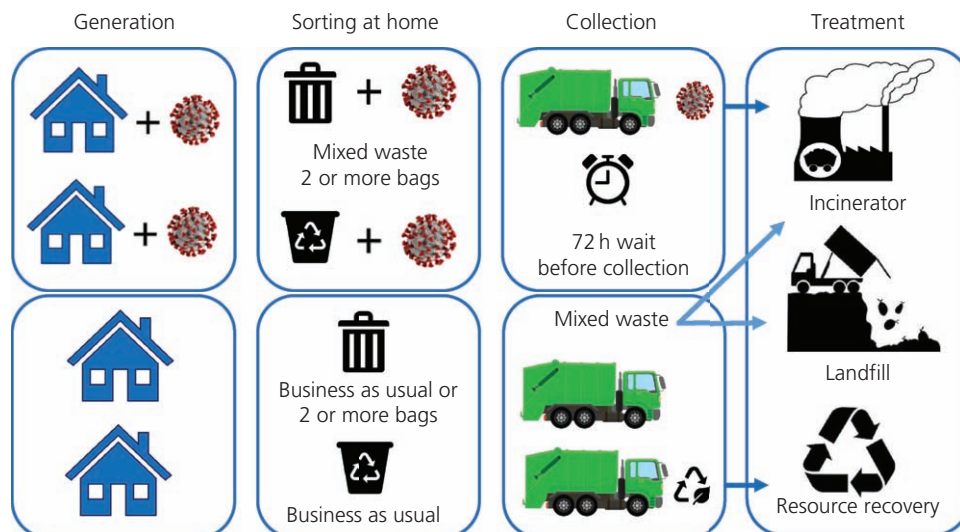 Generation
Sorting at home
Collection
Treatment
Mixed waste
2 or more bags
72 h wait
before collection
Incinerator
Business as usual or
2 or more bags
Business as usual
Mixed waste
Landfill
Resource recovery